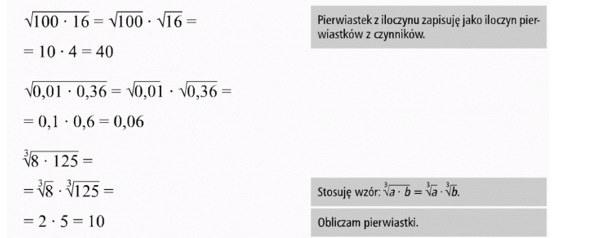 √100 · 16 = √100 · √16 =
Pierwiastek z iloczynu zapisuję jako iloczyn pier-
wiastków z czynników.
= 10 · 4 = 40
√0,01 · 0,36 = √0,01 · √0,36 =
= 0,1 · 0,6 = 0,06
∛8 · 125 =
= ∛8 · ∛125 =
Stosuję wzór: ∛a · b = ∛a · ∛b.
= 2 · 5 = 10
Obliczam pierwiastki.